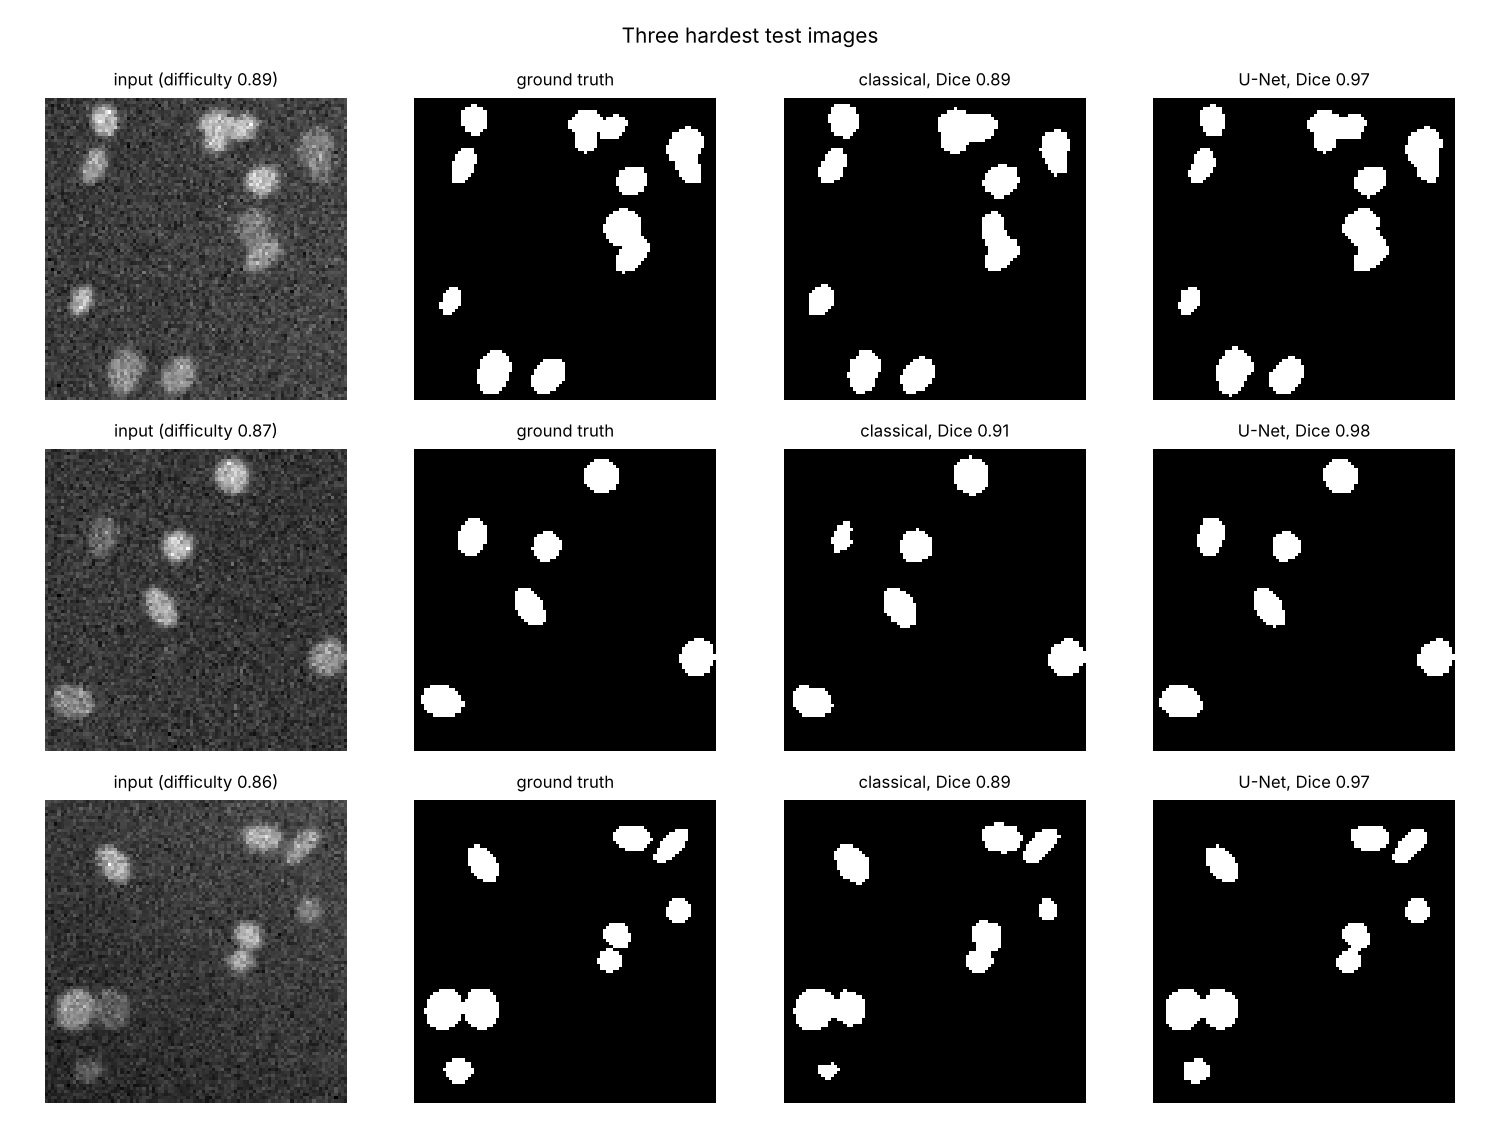 Three hardest test images
input (difficulty 0.89)
ground truth
classical, Dice 0.89
U-Net, Dice 0.97
input (difficulty 0.87)
ground truth
classical, Dice 0.91
U-Net, Dice 0.98
input (difficulty 0.86)
ground truth
classical, Dice 0.89
U-Net, Dice 0.97